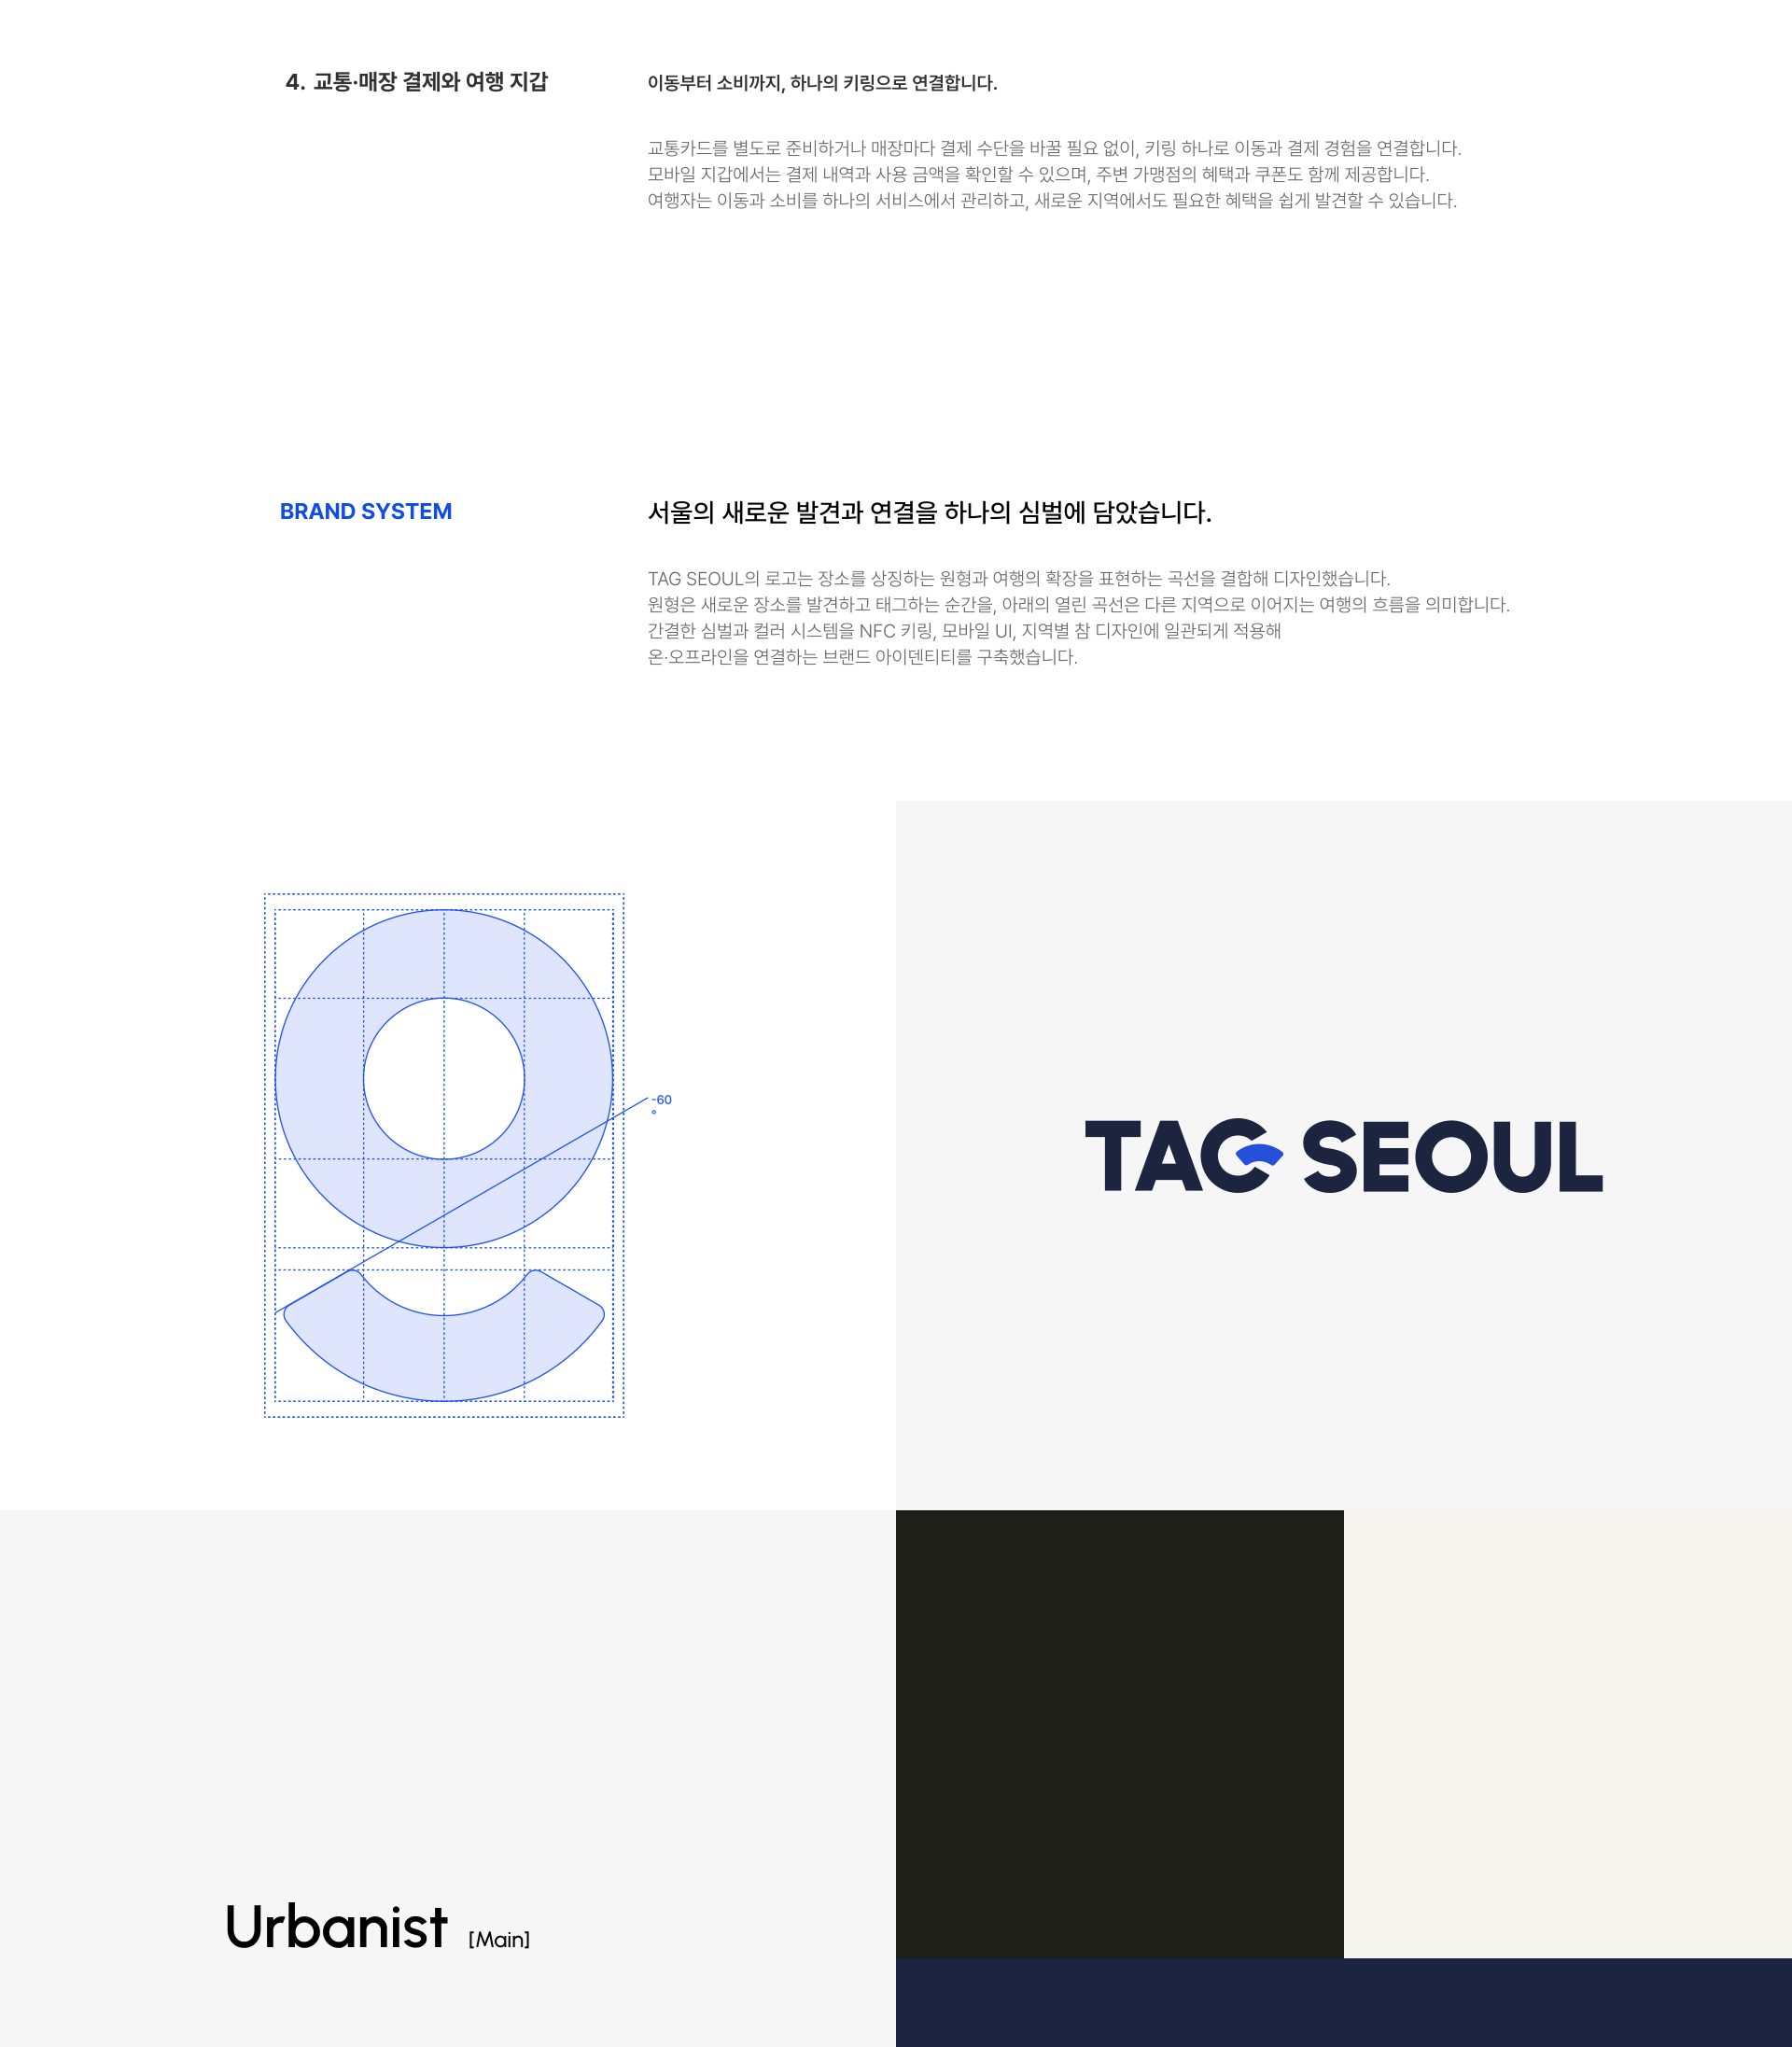 4. 교통·매장 결제와 여행 지갑
이동부터 소비까지, 하나의 키링으로 연결합니다.
교통카드를 별도로 준비하거나 매장마다 결제 수단을 바꿀 필요 없이, 키링 하나로 이동과 결제 경험을 연결합니다.
모바일 지갑에서는 결제 내역과 사용 금액을 확인할 수 있으며, 주변 가맹점의 혜택과 쿠폰도 함께 제공합니다.
여행자는 이동과 소비를 하나의 서비스에서 관리하고, 새로운 지역에서도 필요한 혜택을 쉽게 발견할 수 있습니다.
BRAND SYSTEM
서울의 새로운 발견과 연결을 하나의 심벌에 담았습니다.
TAG SEOUL의 로고는 장소를 상징하는 원형과 여행의 확장을 표현하는 곡선을 결합해 디자인했습니다.
원형은 새로운 장소를 발견하고 태그하는 순간을, 아래의 열린 곡선은 다른 지역으로 이어지는 여행의 흐름을 의미합니다.
간결한 심벌과 컬러 시스템을 NFC 키링, 모바일 UI, 지역별 참 디자인에 일관되게 적용해
온·오프라인을 연결하는 브랜드 아이덴티티를 구축했습니다.
-60
°
TAG SEOUL
Urbanist [Main]